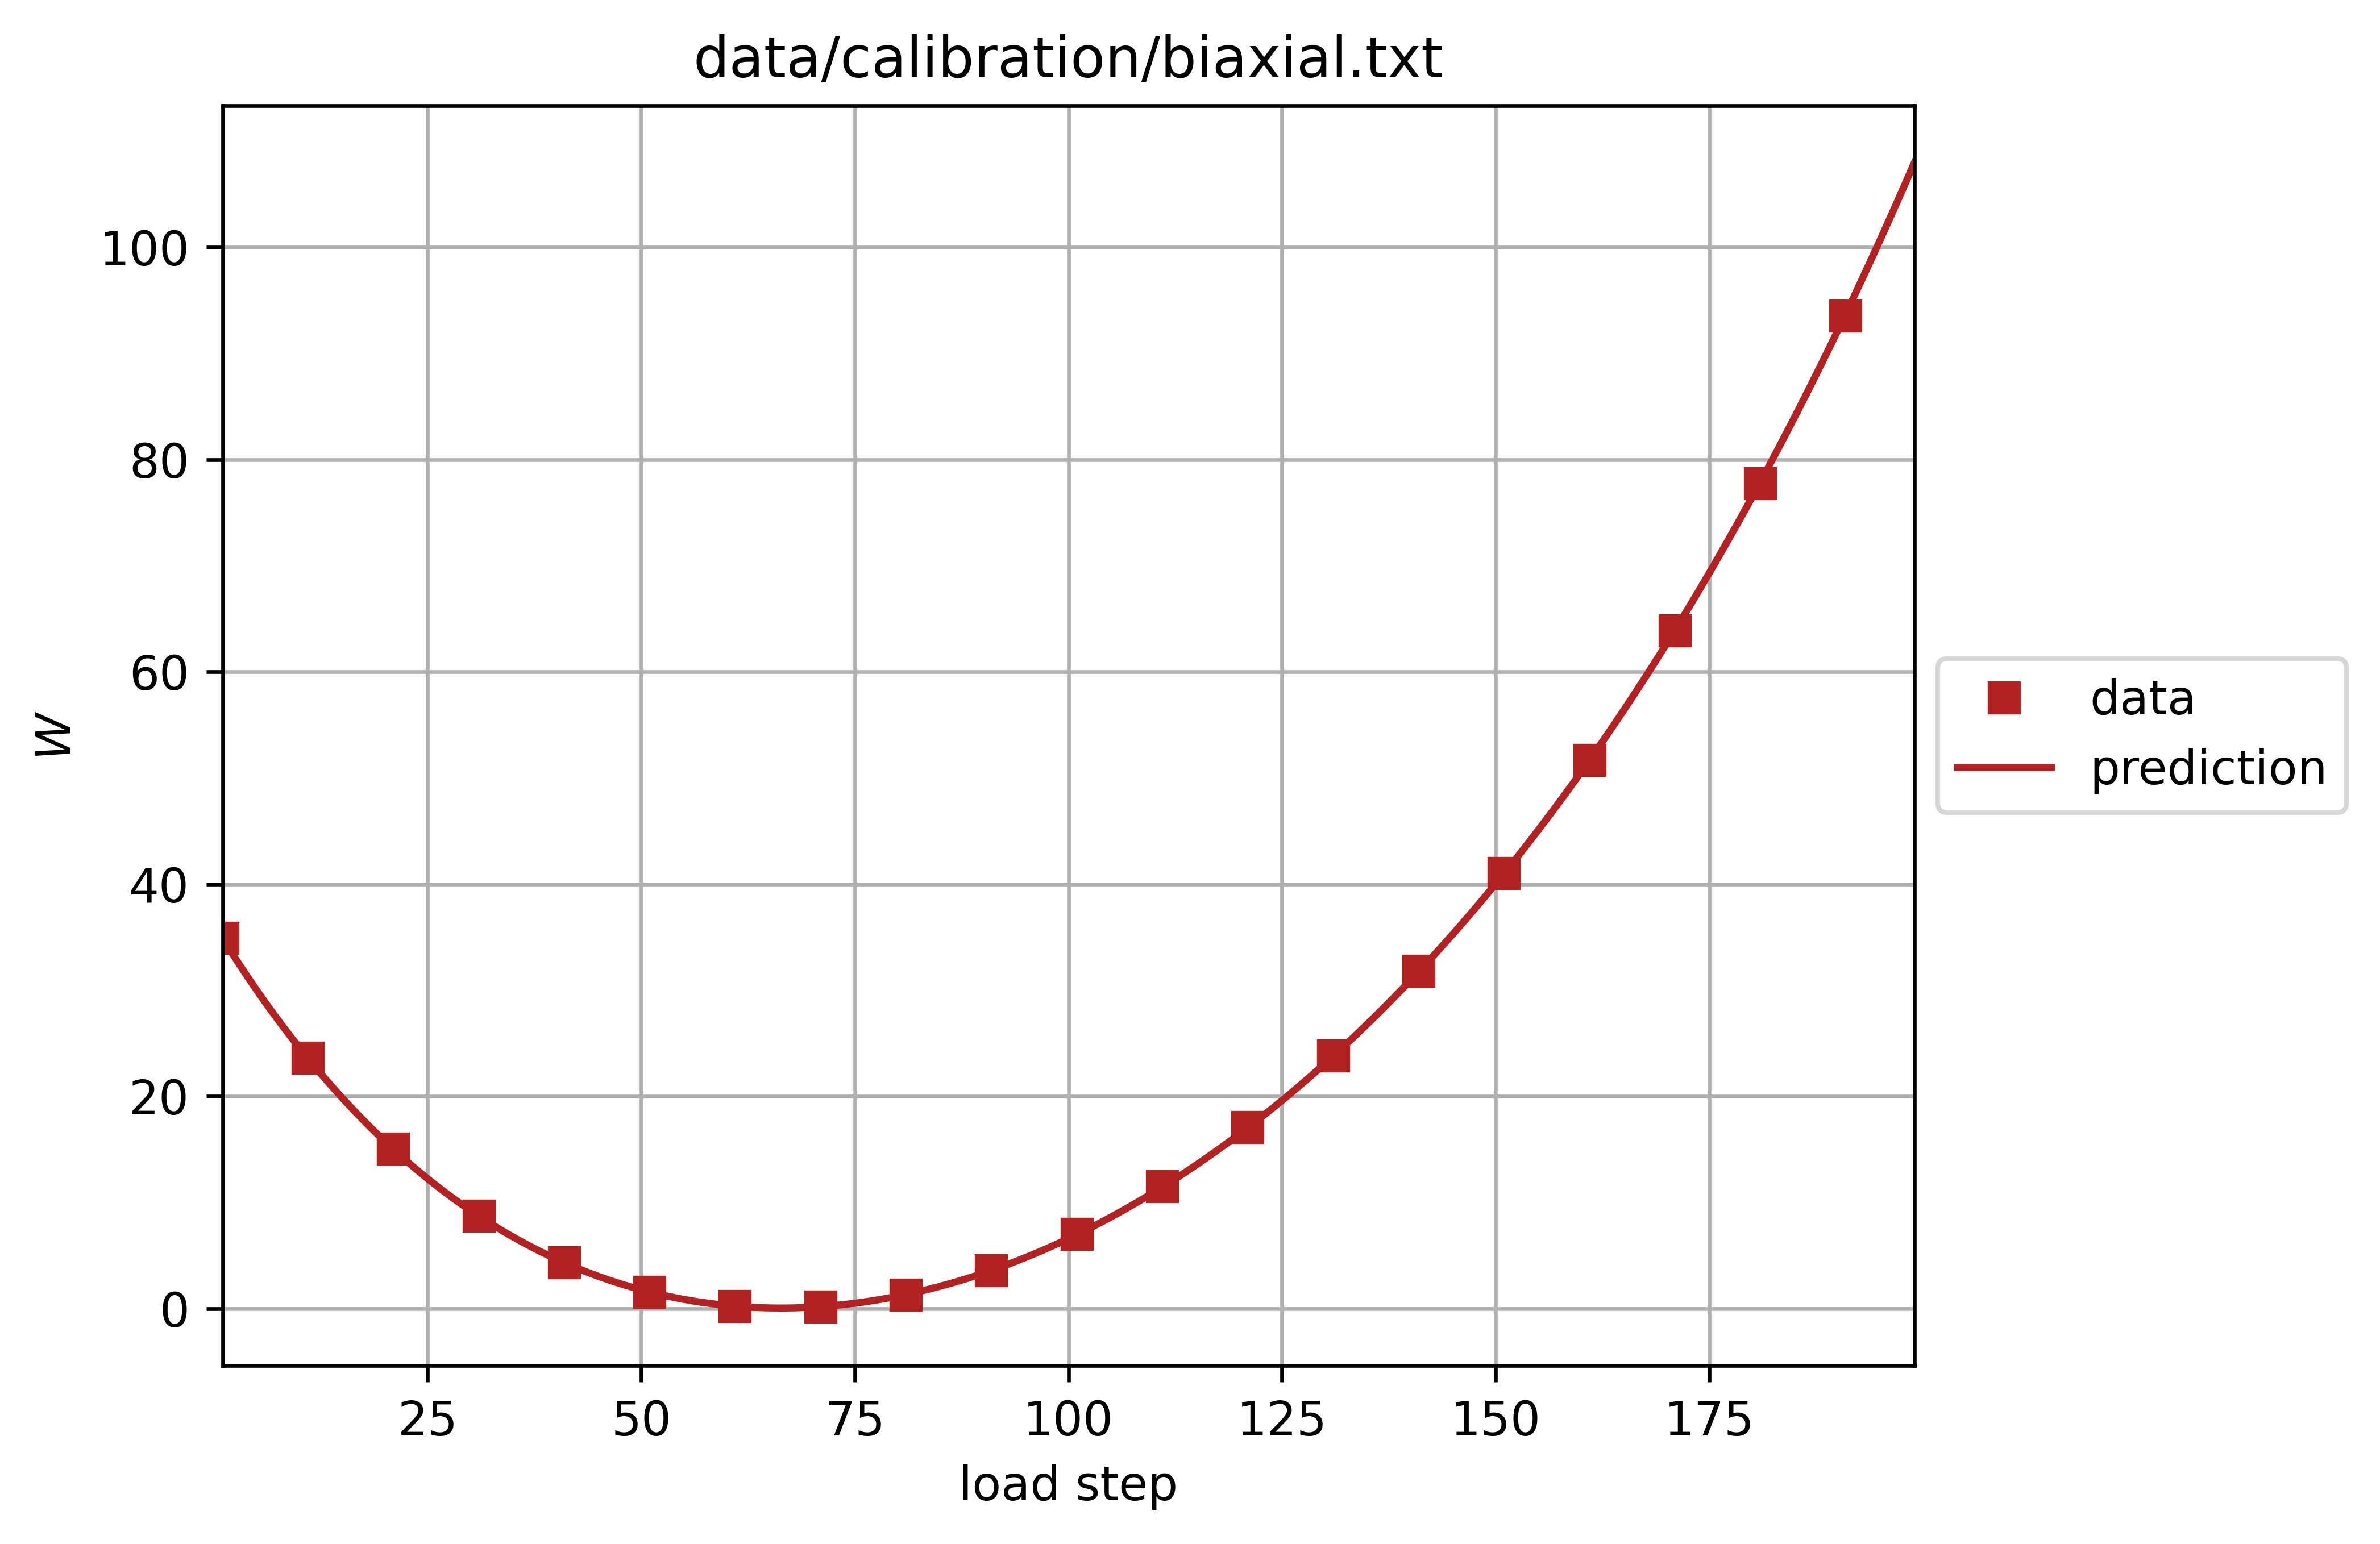 data/calibration/biaxial.txt
100
80
60
40
20
0
W
25 50 75 100 125 150 175
load step
data
prediction